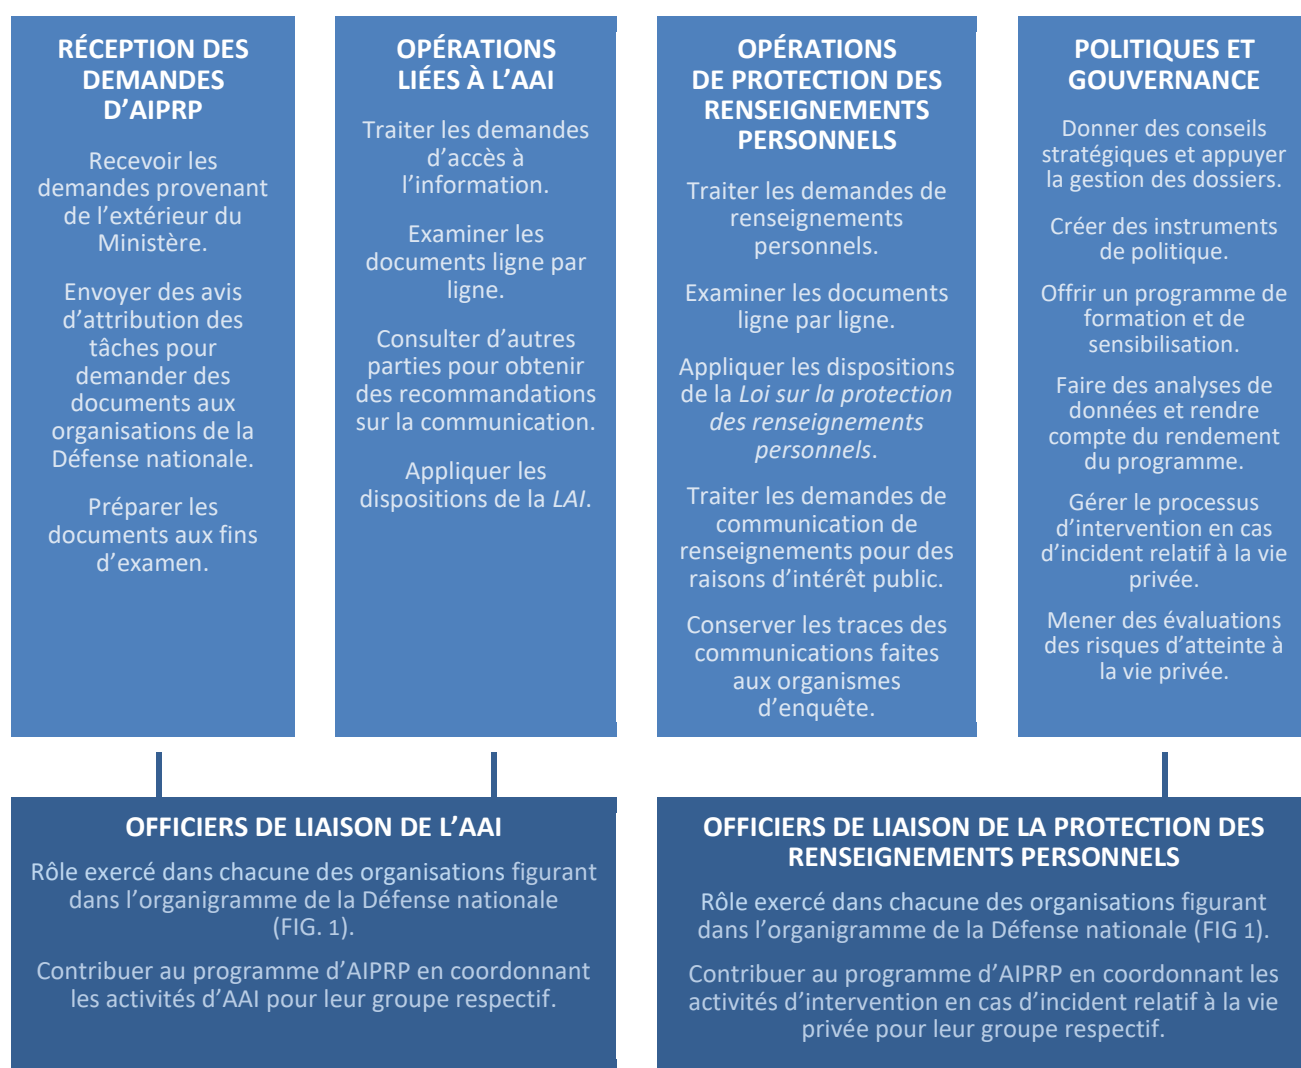 RÉCEPTION DES
DEMANDES
D’AIPRP
Recevoir les
demandes provenant
de l’extérieur du
Ministère.
Envoyer des avis
d’attribution des
tâches pour
demander des
documents aux
organisations de la
Défense nationale.
Préparer les
documents aux fins
d’examen.
OPÉRATIONS
LIÉES À L’AAI
Traiter les demandes
d’accès à
l’information.
Examiner les
documents ligne par
ligne.
Consulter d’autres
parties pour obtenir
des recommandations
sur la communication.
Appliquer les
dispositions de la LAI.
OPÉRATIONS
DE PROTECTION DES
RENSEIGNEMENTS
PERSONNELS
Traiter les demandes de
renseignements
personnels.
Examiner les documents
ligne par ligne.
Appliquer les dispositions
de la Loi sur la protection
des renseignements
personnels.
Traiter les demandes de
communication de
renseignements pour des
raisons d’intérêt public.
Conserver les traces des
communications faites
aux organismes
d’enquête.
POLITIQUES ET
GOUVERNANCE
Donner des conseils
stratégiques et appuyer
la gestion des dossiers.
Créer des instruments
de politique.
Offrir un programme de
formation et de
sensibilisation.
Faire des analyses de
données et rendre
compte du rendement
du programme.
Gérer le processus
d’intervention en cas
d’incident relatif à la vie
privée.
Mener des évaluations
des risques d’atteinte à
la vie privée.
OFFICIERS DE LIAISON DE L’AAI
Rôle exercé dans chacune des organisations figurant
dans l’organigramme de la Défense nationale
(FIG. 1).
Contribuer au programme d’AIPRP en coordonnant
les activités d’AAI pour leur groupe respectif.
OFFICIERS DE LIAISON DE LA PROTECTION DES
RENSEIGNEMENTS PERSONNELS
Rôle exercé dans chacune des organisations figurant
dans l’organigramme de la Défense nationale (FIG 1).
Contribuer au programme d’AIPRP en coordonnant les
activités d’intervention en cas d’incident relatif à la vie
privée pour leur groupe respectif.